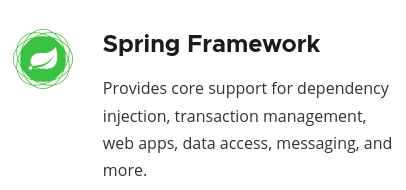 Spring Framework
Provides core support for dependency
injection, transaction management,
web apps, data access, messaging, and
more.